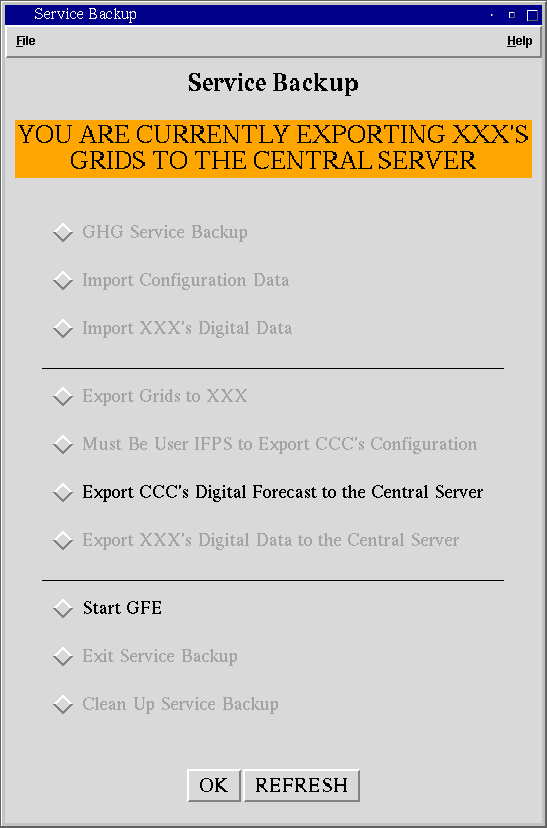 Service Backup
File Help
Service Backup
YOU ARE CURRENTLY EXPORTING XXX'S
GRIDS TO THE CENTRAL SERVER
GHG Service Backup
Import Configuration Data
Import XXX's Digital Data
Export Grids to XXX
Must Be User IFPS to Export CCC's Configuration
Export CCC's Digital Forecast to the Central Server
Export XXX's Digital Data to the Central Server
Start GFE
Exit Service Backup
Clean Up Service Backup
OK REFRESH